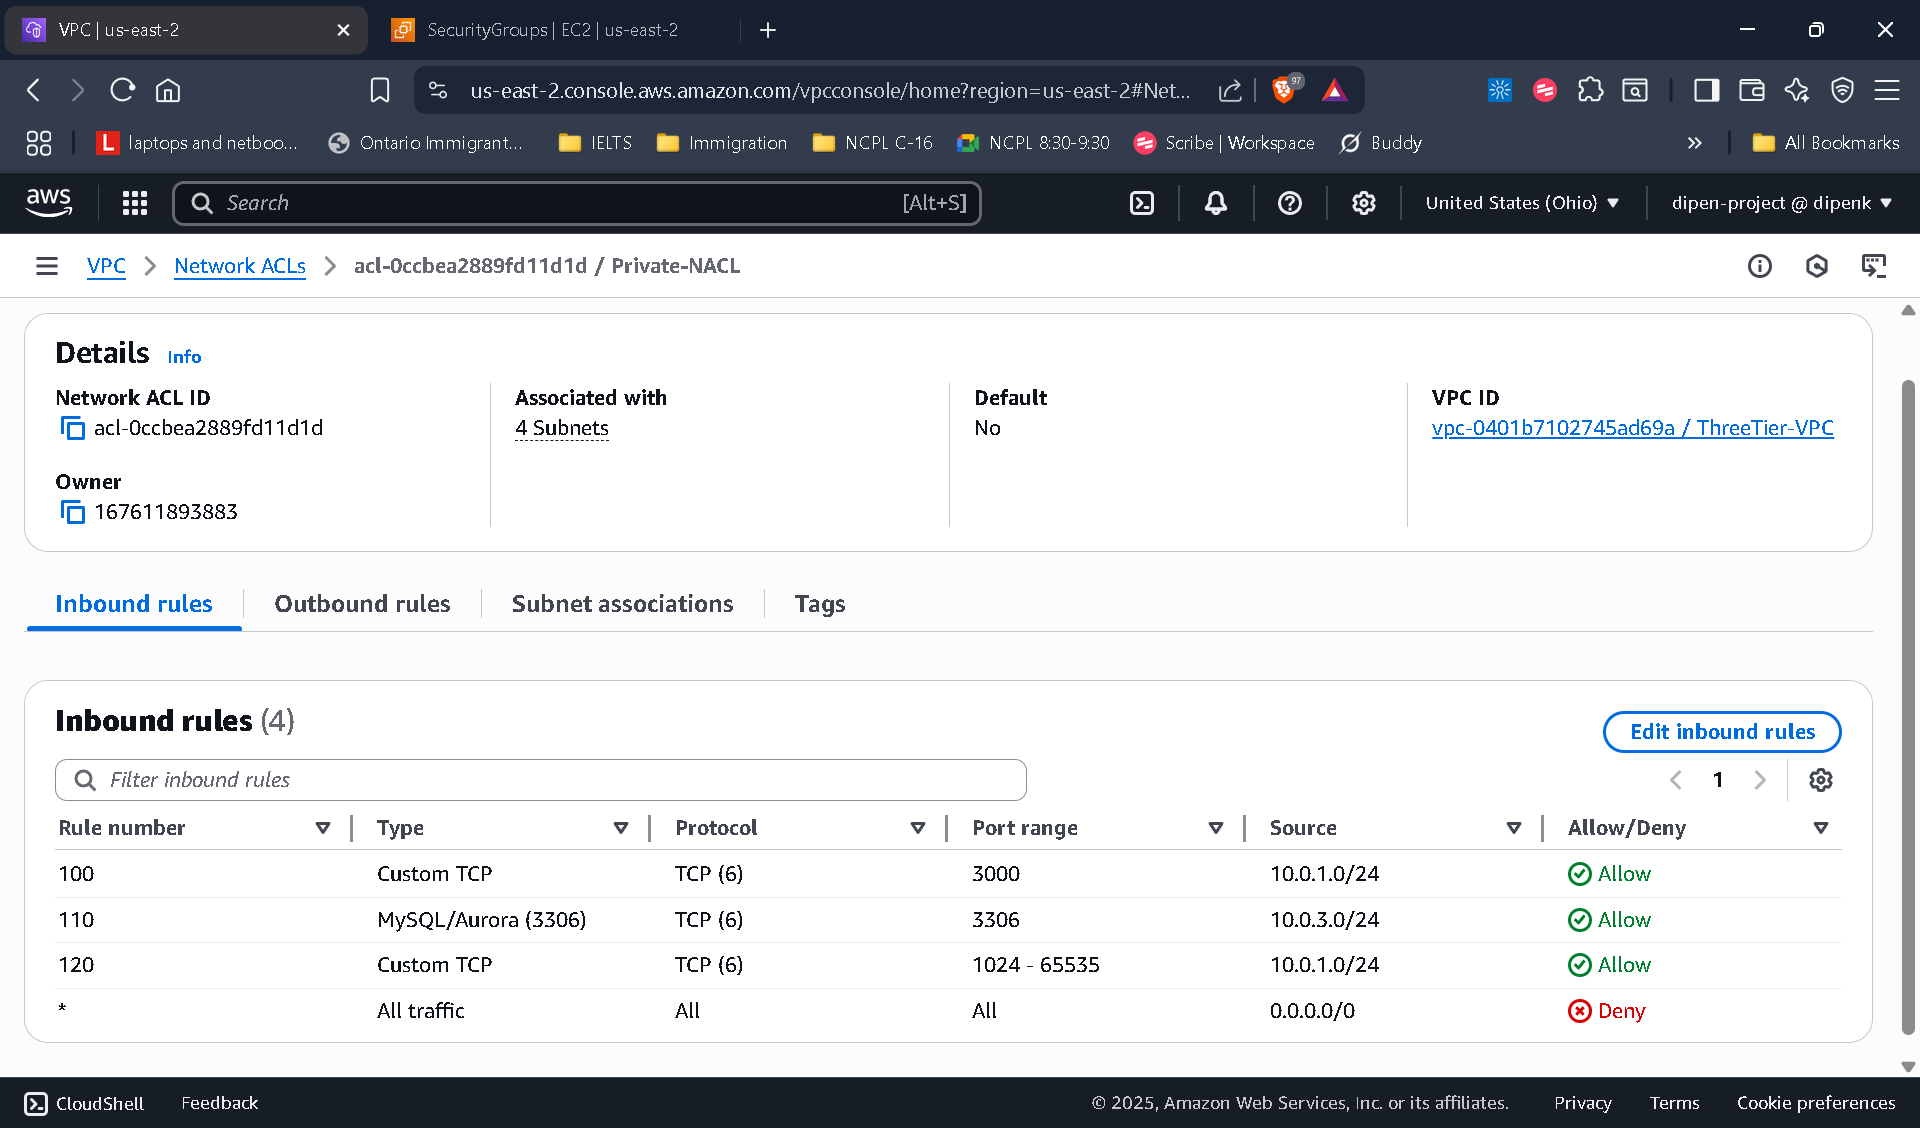 VPC | us-east-2
SecurityGroups | EC2 | us-east-2
us-east-2.console.aws.amazon.com/vpcconsole/home?region=us-east-2#Net...
97
L laptops and netboo...
Ontario Immigrant...
IELTS
Immigration
NCPL C-16
NCPL 8:30-9:30
Scribe | Workspace
Buddy
All Bookmarks
aws
Search
[Alt+S]
United States (Ohio)
dipen-project @ dipenk
VPC
Network ACLs
acl-0ccbea2889fd11d1d / Private-NACL
Details Info
Network ACL ID
acl-0ccbea2889fd11d1d
Associated with
4 Subnets
Default
No
VPC ID
vpc-0401b7102745ad69a / ThreeTier-VPC
Owner
167611893883
Inbound rules
Outbound rules
Subnet associations
Tags
Inbound rules (4)
Edit inbound rules
Filter inbound rules
1
Rule number Type Protocol Port range Source Allow/Deny
100 Custom TCP TCP (6) 3000 10.0.1.0/24 Allow
110 MySQL/Aurora (3306) TCP (6) 3306 10.0.3.0/24 Allow
120 Custom TCP TCP (6) 1024 - 65535 10.0.1.0/24 Allow
* All traffic All All 0.0.0.0/0 Deny
CloudShell
Feedback
© 2025, Amazon Web Services, Inc. or its affiliates.
Privacy
Terms
Cookie preferences